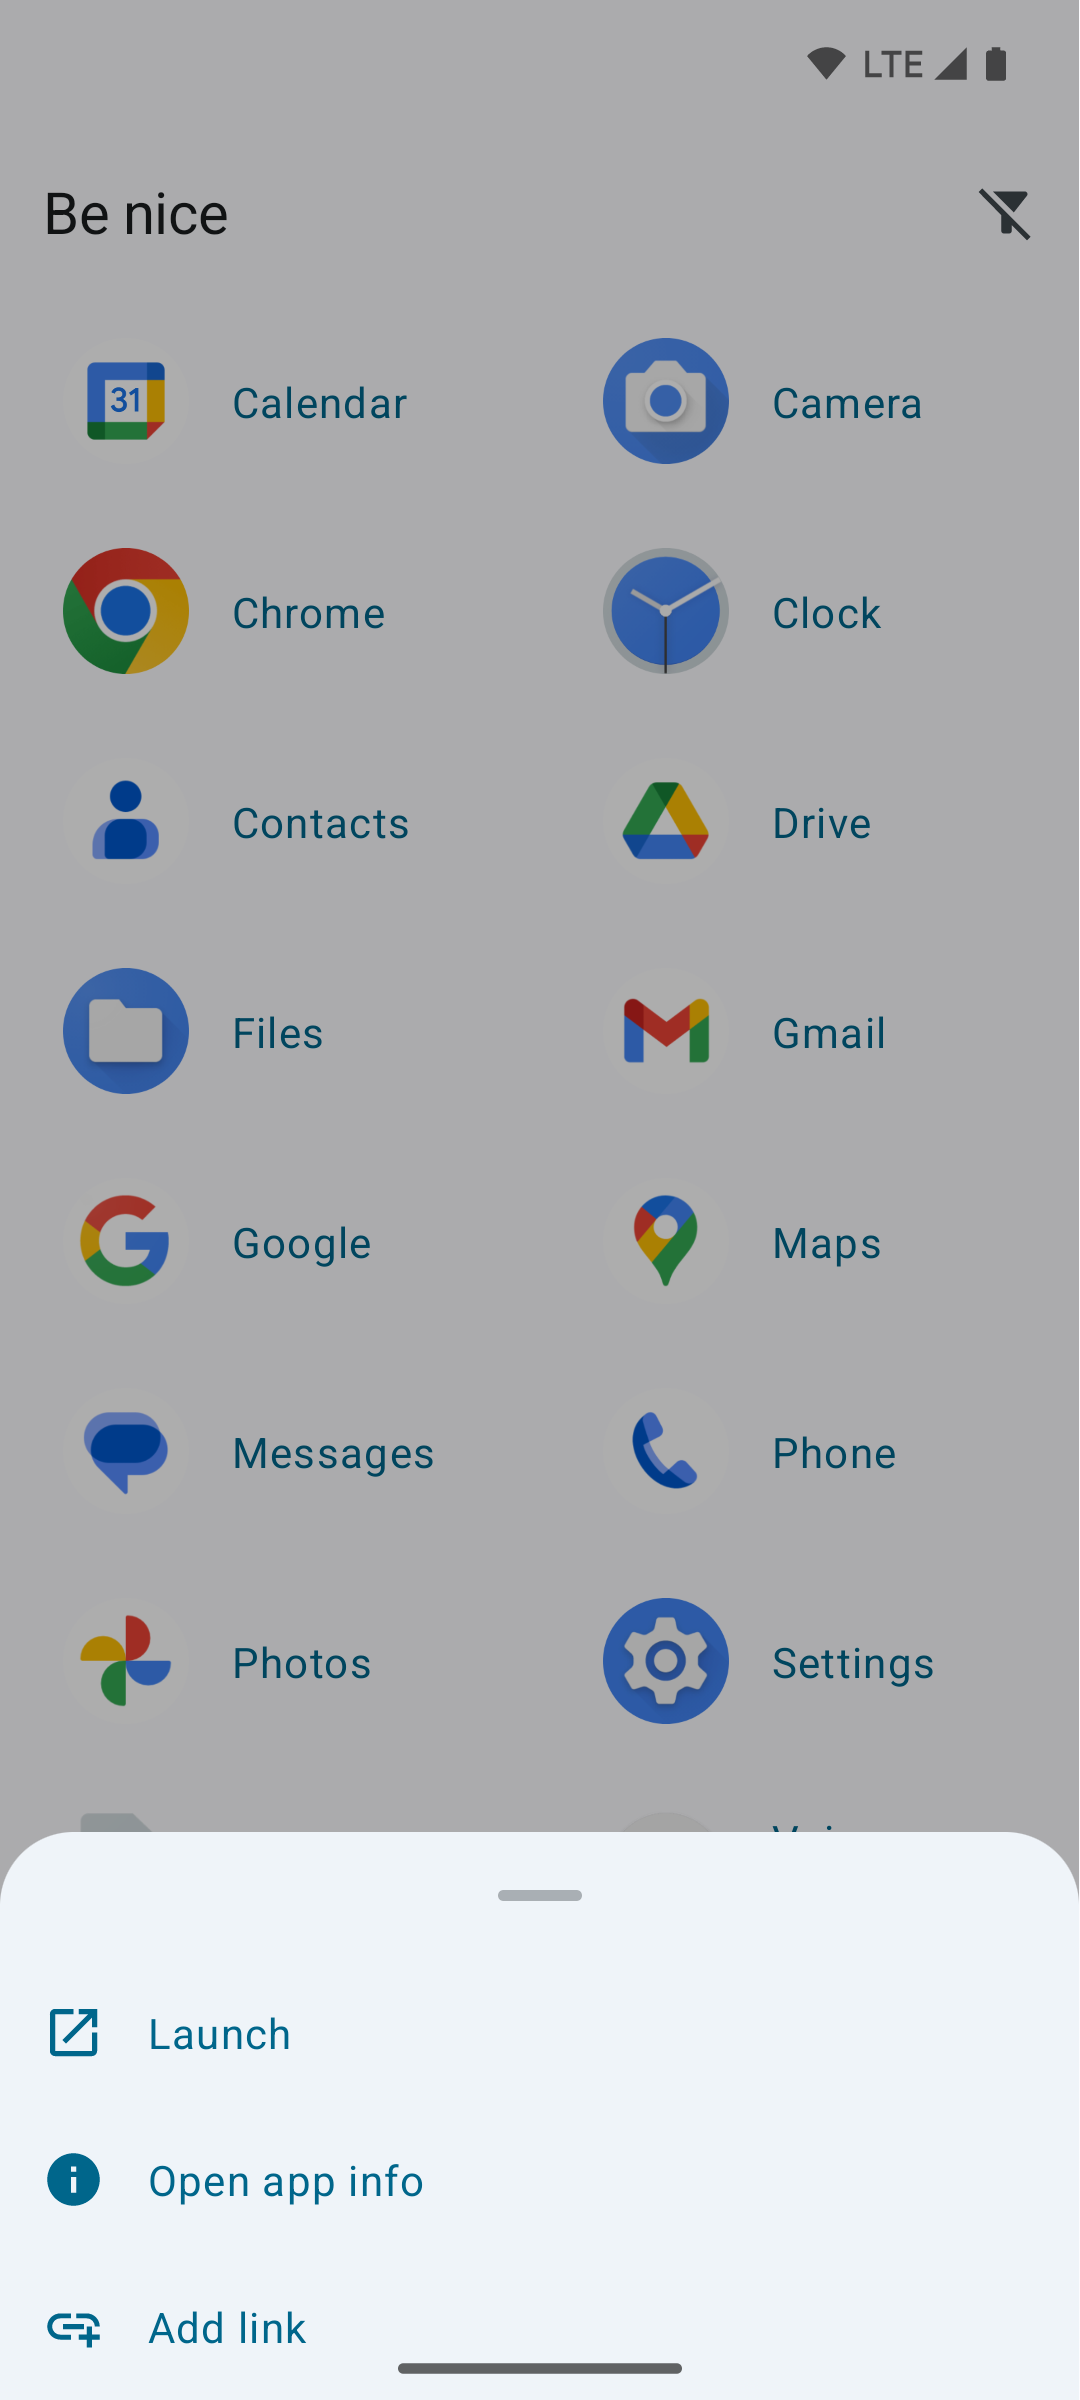 LTE
Be nice
31
Calendar
Camera
Chrome
Clock
Contacts
Drive
Files
Gmail
Google
Maps
Messages
Phone
Photos
Settings
Launch
Open app info
Add link